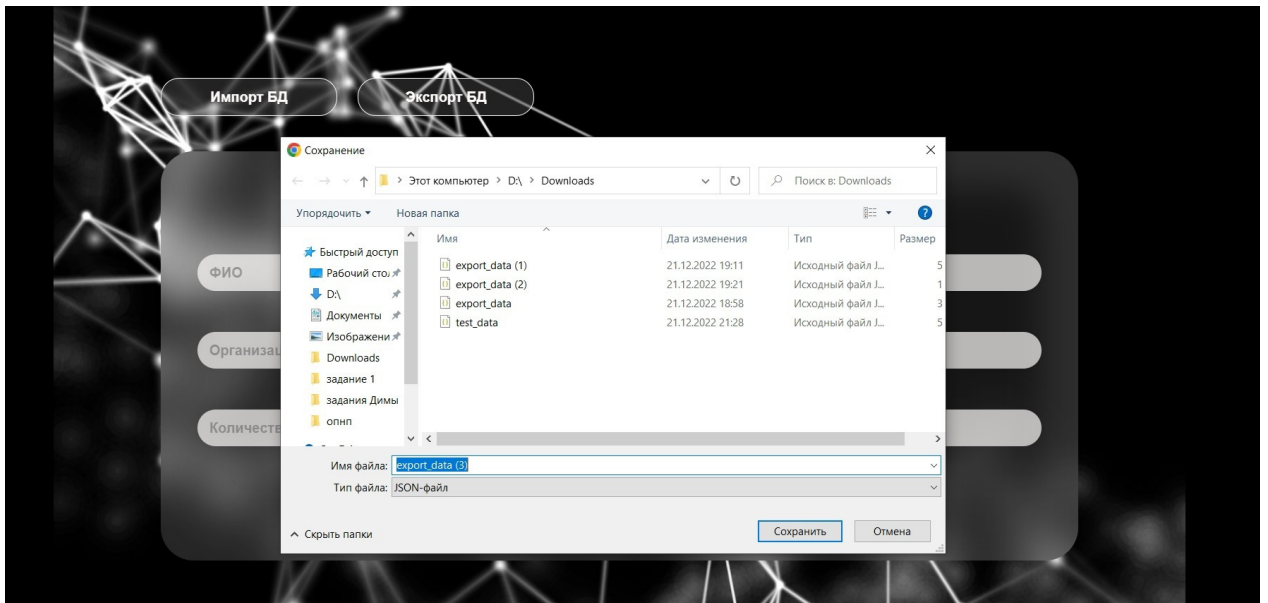 Импорт БД Экспорт БД
Сохранение
Этот компьютер > D:\ > Downloads Поиск в: Downloads
Упорядочить Новая папка
Имя Дата изменения Тип Размер
Быстрый доступ
ФИО Рабочий сто export_data (1) 21.12.2022 19:11 Исходный файл J... 5
D:\ export_data (2) 21.12.2022 19:21 Исходный файл J... 1
Документы export_data 21.12.2022 18:58 Исходный файл J... 3
Изображени test_data 21.12.2022 21:28 Исходный файл J... 5
Организац Downloads
задание 1
задания Димы
Количеств опнп
Имя файла: export_data (3)
Тип файла: JSON-файл
Скрыть папки Сохранить Отмена